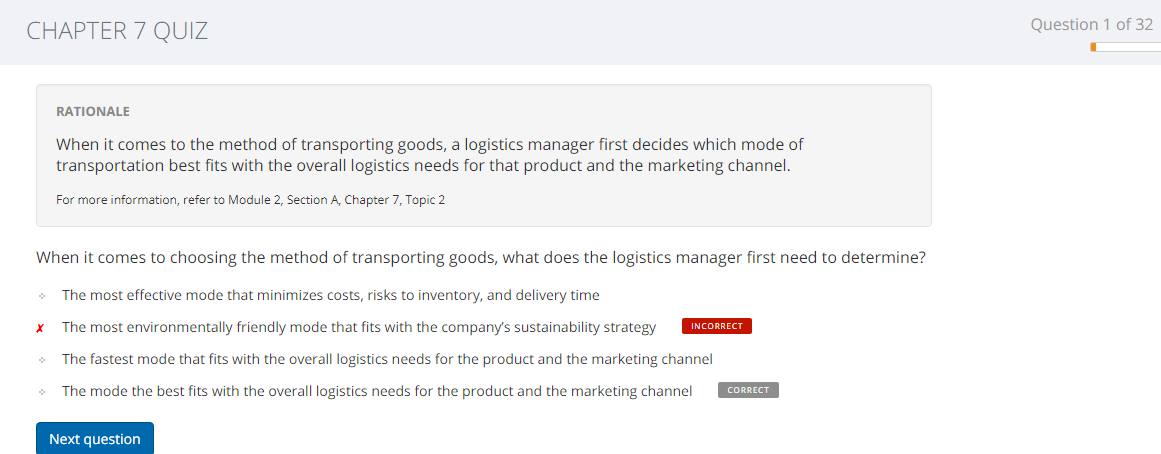 CHAPTER 7 QUIZ
Question 1 of 32
RATIONALE
When it comes to the method of transporting goods, a logistics manager first decides which mode of
transportation best fits with the overall logistics needs for that product and the marketing channel.
For more information, refer to Module 2, Section A, Chapter 7, Topic 2
When it comes to choosing the method of transporting goods, what does the logistics manager first need to determine?
The most effective mode that minimizes costs, risks to inventory, and delivery time
✗ The most environmentally friendly mode that fits with the company's sustainability strategy INCORRECT
The fastest mode that fits with the overall logistics needs for the product and the marketing channel
The mode the best fits with the overall logistics needs for the product and the marketing channel CORRECT
Next question